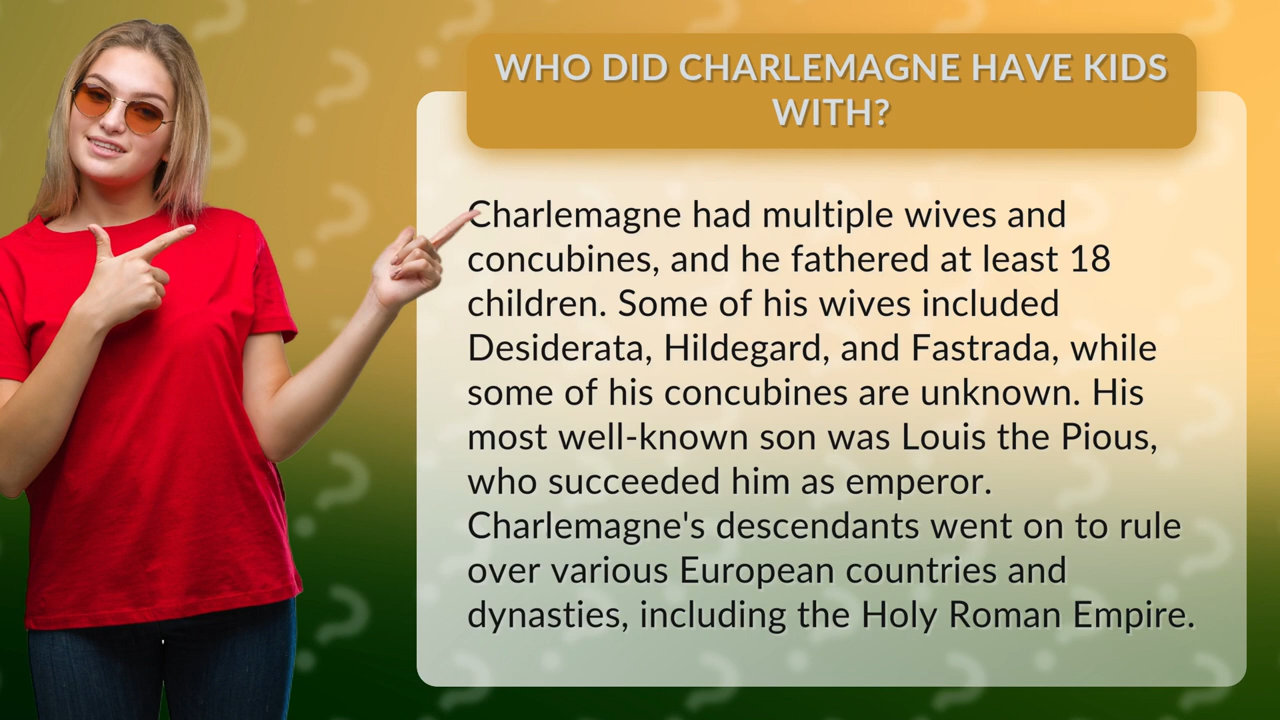 WHO DID CHARLEMAGNE HAVE KIDS
WITH?
Charlemagne had multiple wives and
concubines, and he fathered at least 18
children. Some of his wives included
Desiderata, Hildegard, and Fastrada, while
some of his concubines are unknown. His
most well-known son was Louis the Pious,
who succeeded him as emperor.
Charlemagne's descendants went on to rule
over various European countries and
dynasties, including the Holy Roman Empire.